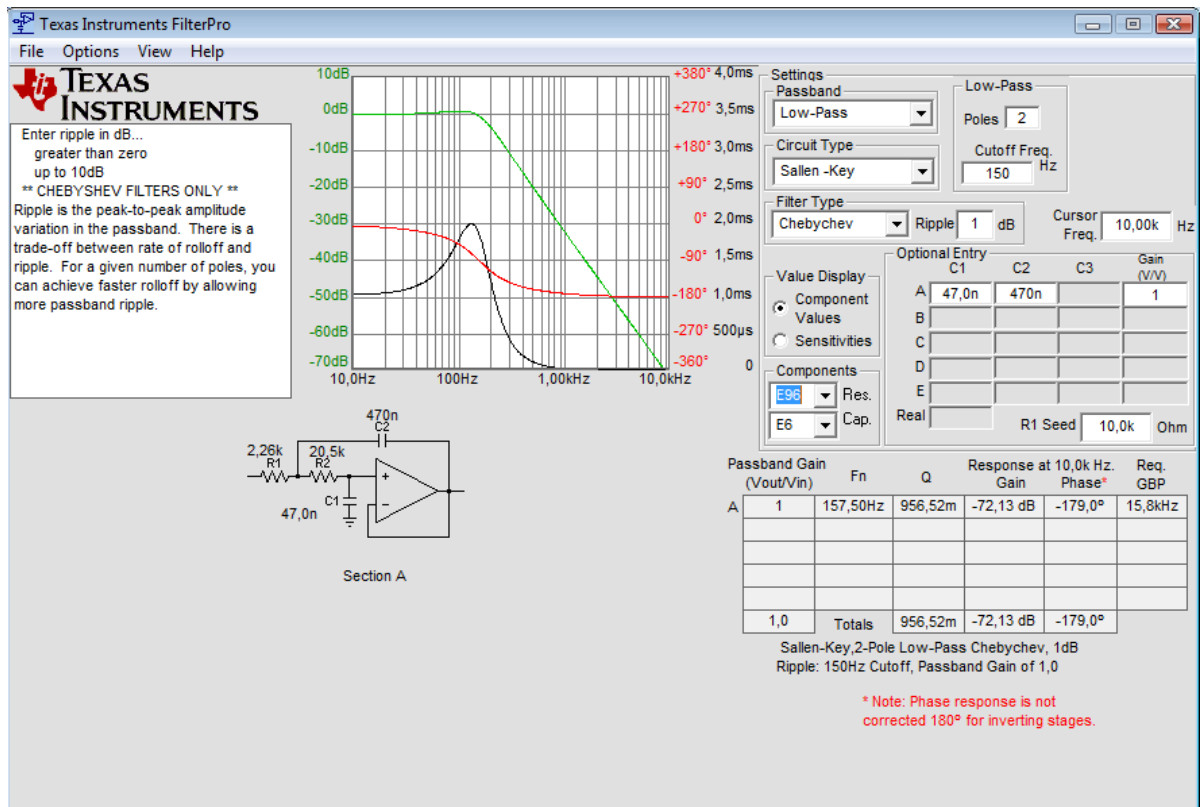 Texas Instruments FilterPro
File Options View Help
TEXAS
INSTRUMENTS
Enter ripple in dB...
greater than zero
up to 10dB
** CHEBYSHEV FILTERS ONLY **
Ripple is the peak-to-peak amplitude
variation in the passband. There is a
trade-off between rate of rolloff and
ripple. For a given number of poles, you
can achieve faster rolloff by allowing
more passband ripple.
10dB
0dB
-10dB
-20dB
-30dB
-40dB
-50dB
-60dB
-70dB
+380° 4,0ms
+270° 3,5ms
+180° 3,0ms
+90° 2,5ms
0° 2,0ms
-90° 1,5ms
-180° 1,0ms
-270° 500µs
-360° 0
10,0Hz 100Hz 1,00kHz 10,0kHz
Settings
Passband
Low-Pass
Low-Pass
Poles 2
Cutoff Freq.
150 Hz
Circuit Type
Sallen -Key
Filter Type
Chebychev
Ripple 1 dB
Cursor
Freq. 10,00k Hz
Value Display
Component
Values
Sensitivities
Components
E96 Res.
E6 Cap.
Optional Entry
C1 C2 C3 Gain
(V/V)
A 47,0n 470n 1
B
C
D
E
Real
R1 Seed 10,0k Ohm
470n
C2
2,26k 20,5k
R1 R2
+
-
C1
47,0n
Section A
Passband Gain
(Vout/Vin) Fn Q Response at 10,0k Hz. Req.
Gain Phase* GBP
A 1 157,50Hz 956,52m -72,13 dB -179,0º 15,8kHz
1,0 Totals 956,52m -72,13 dB -179,0º
Sallen-Key,2-Pole Low-Pass Chebychev, 1dB
Ripple: 150Hz Cutoff, Passband Gain of 1,0
* Note: Phase response is not
corrected 180º for inverting stages.